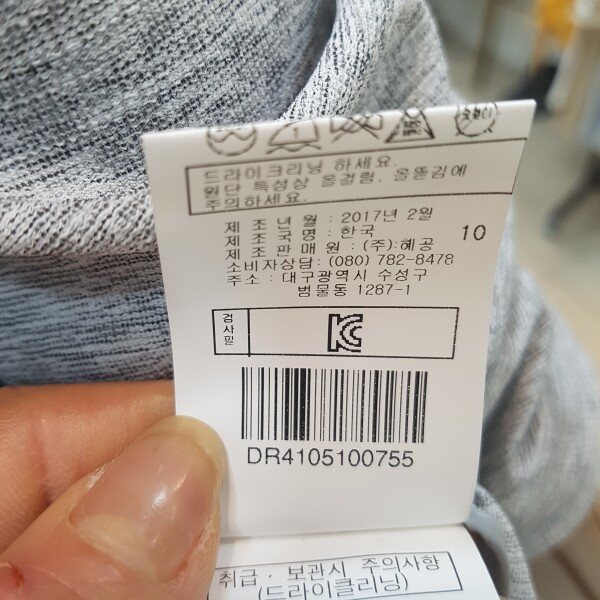 드라이크리닝 하세요.
원단 특성상 올걸림, 올뜯김에
주의하세요.
제 조 년 월 : 2017년 2월
제 조 국 명 : 한국
제 조 판 매 원 : (주)혜공
10
소비자상담: (080) 782-8478
주소 : 대구광역시 수성구
범물동 1287-1
검사필
KC
DR4105100755
취급 · 보관시 주의사항
(드라이클리닝)